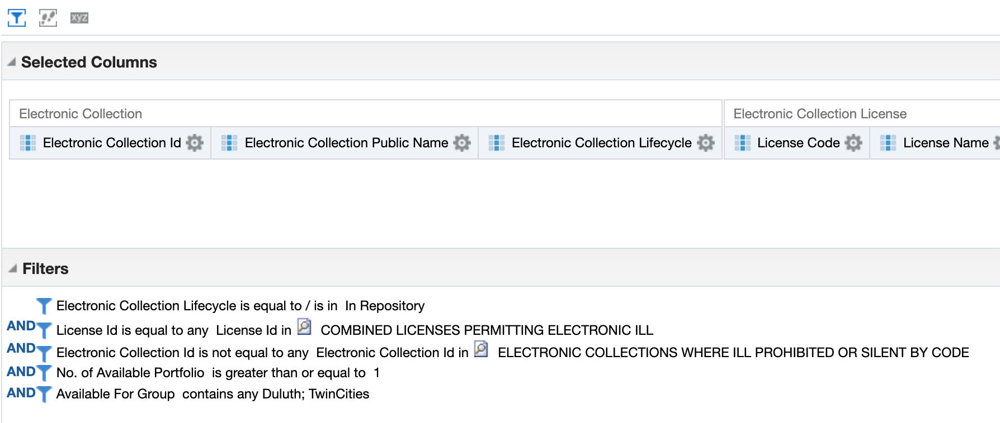 xyz
Selected Columns
Electronic Collection Electronic Collection License
Electronic Collection Id Electronic Collection Public Name Electronic Collection Lifecycle License Code License Name
Filters
Electronic Collection Lifecycle is equal to / is in In Repository
AND License Id is equal to any License Id in COMBINED LICENSES PERMITTING ELECTRONIC ILL
AND Electronic Collection Id is not equal to any Electronic Collection Id in ELECTRONIC COLLECTIONS WHERE ILL PROHIBITED OR SILENT BY CODE
AND No. of Available Portfolio is greater than or equal to 1
AND Available For Group contains any Duluth; TwinCities